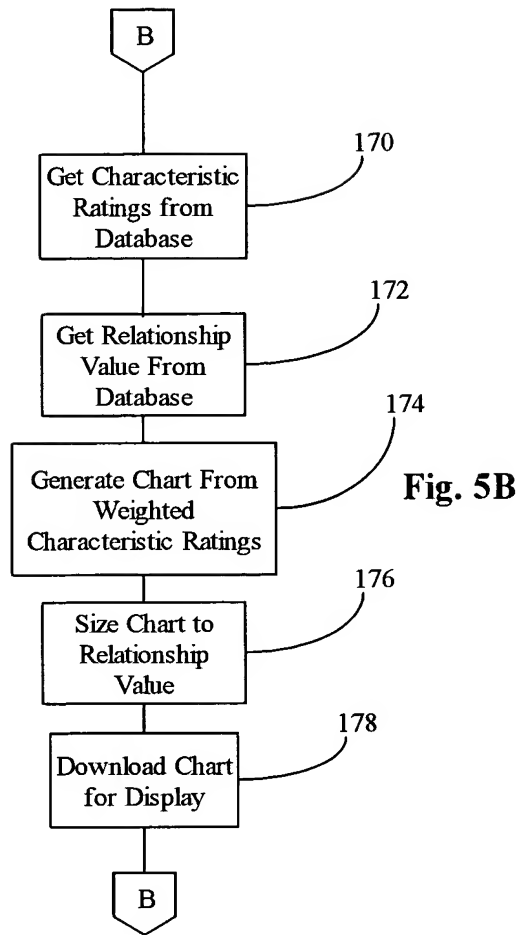 B
170
Get Characteristic
Ratings from
Database
172
Get Relationship
Value From
Database
174
Generate Chart From
Weighted
Characteristic Ratings
Fig. 5B
176
Size Chart to
Relationship
Value
178
Download Chart
for Display
B